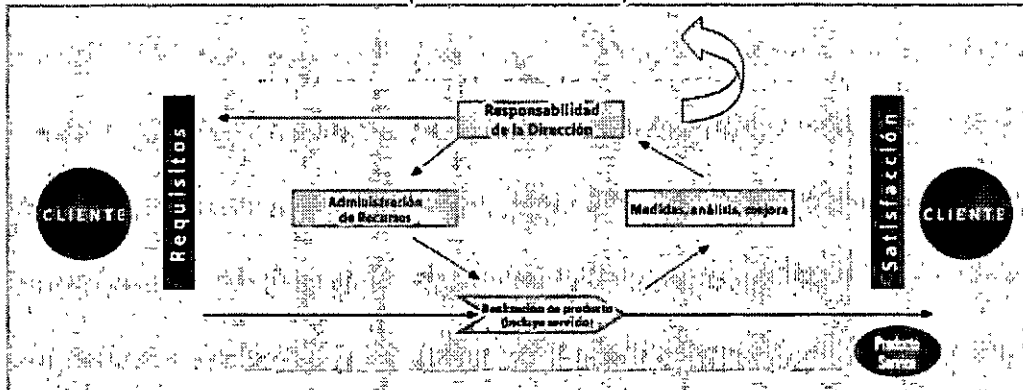 Responsabilidad
de la Dirección
Requisitos
Satisfacción
CLIENTE
Administración
de Recursos
Medidas, análisis, mejora
CLIENTE
Realización de producto
(incluye servicio)